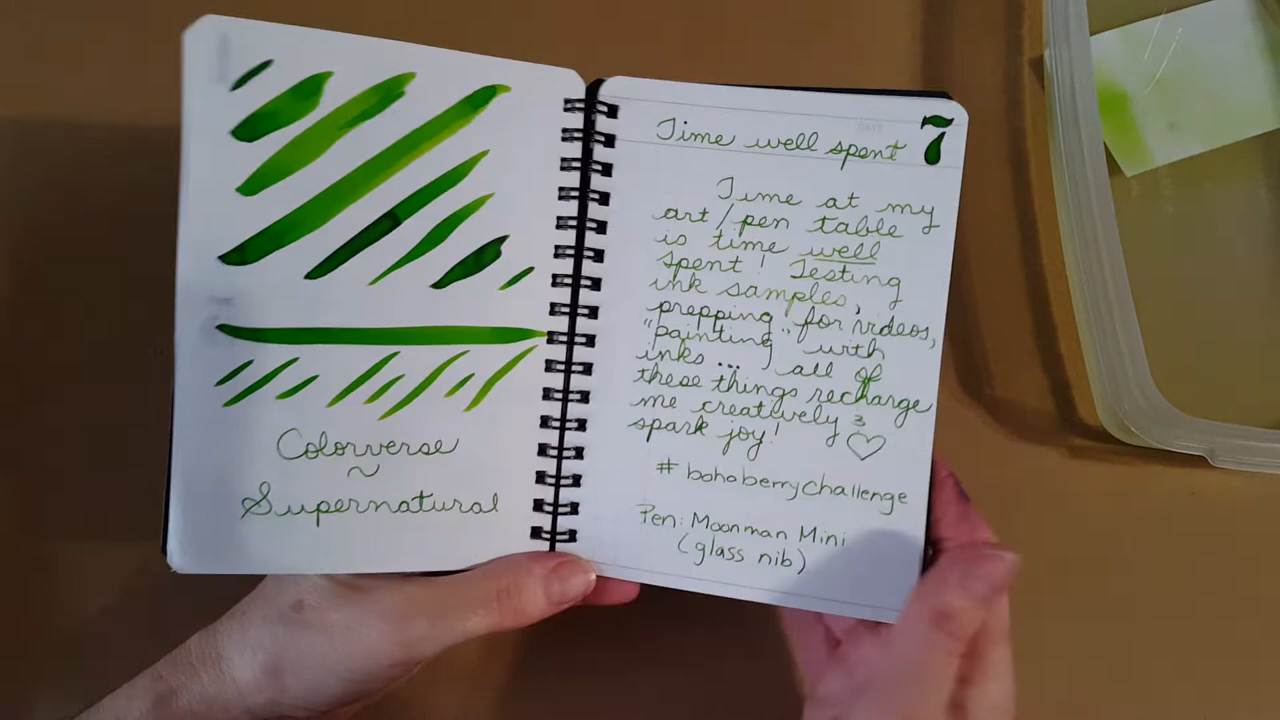 Colorverse
~
Supernatural
7
Time well spent
Time at my
art/pen table
is time well
spent! Testing
ink samples,
prepping for videos,
"painting" with
inks... all of
these things recharge
me creatively &
spark joy! ♡
#bohoberrychallenge
Pen: Moonman Mini
(glass nib)